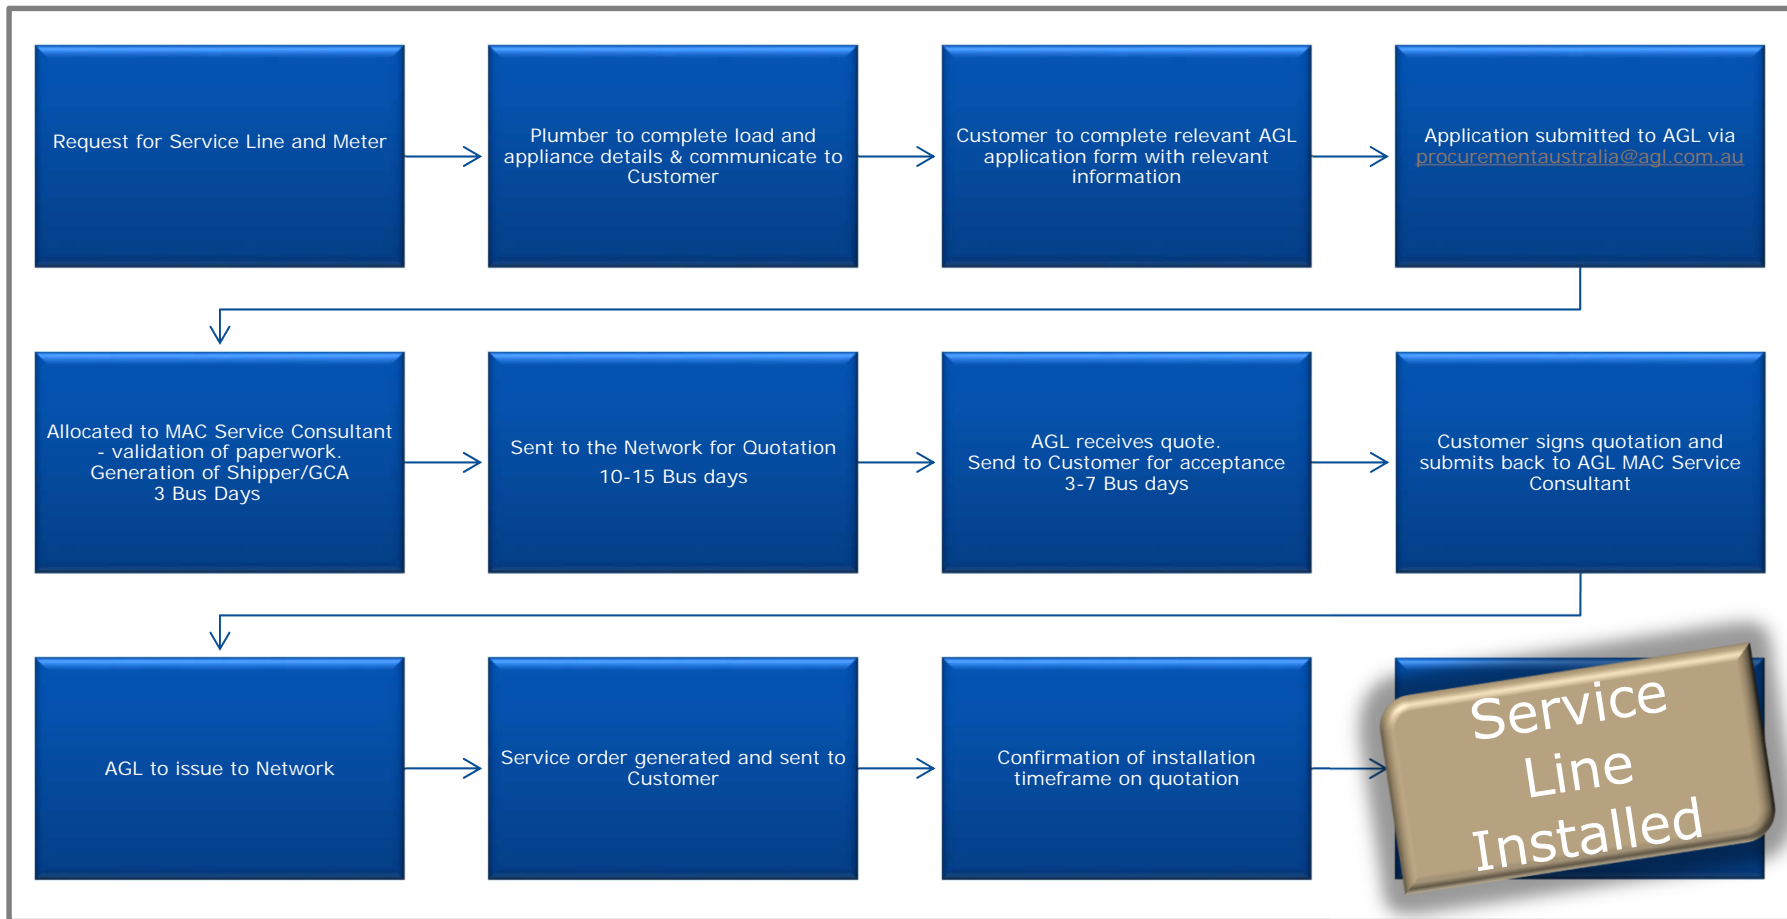 Request for Service Line and Meter
Plumber to complete load and
appliance details & communicate to
Customer
Customer to complete relevant AGL
application form with relevant
information
Application submitted to AGL via
procurementaustralia@agl.com.au
Allocated to MAC Service Consultant
- validation of paperwork.
Generation of Shipper/GCA
3 Bus Days
Sent to the Network for Quotation
10-15 Bus days
AGL receives quote.
Send to Customer for acceptance
3-7 Bus days
Customer signs quotation and
submits back to AGL MAC Service
Consultant
AGL to issue to Network
Service order generated and sent to
Customer
Confirmation of installation
timeframe on quotation
Service
Line
Installed